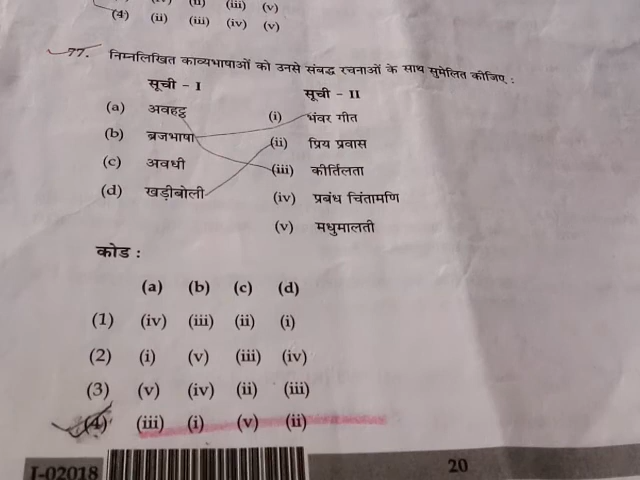 (ii) (iii) (v)
(4) (ii) (iii) (iv) (v)
77. निम्नलिखित काव्यभाषाओं को उनसे संबद्ध रचनाओं के साथ सुमेलित कीजिए :
सूची - I सूची - II
(a) अवहट्ठ (i) भंवर गीत
(b) ब्रजभाषा (ii) प्रिय प्रवास
(c) अवधी (iii) कीर्तिलता
(d) खड़ीबोली (iv) प्रबंध चिंतामणि
(v) मधुमालती
कोड :
(a) (b) (c) (d)
(1) (iv) (iii) (ii) (i)
(2) (i) (v) (iii) (iv)
(3) (v) (iv) (ii) (iii)
(4) (iii) (i) (v) (ii)
J-02018 20